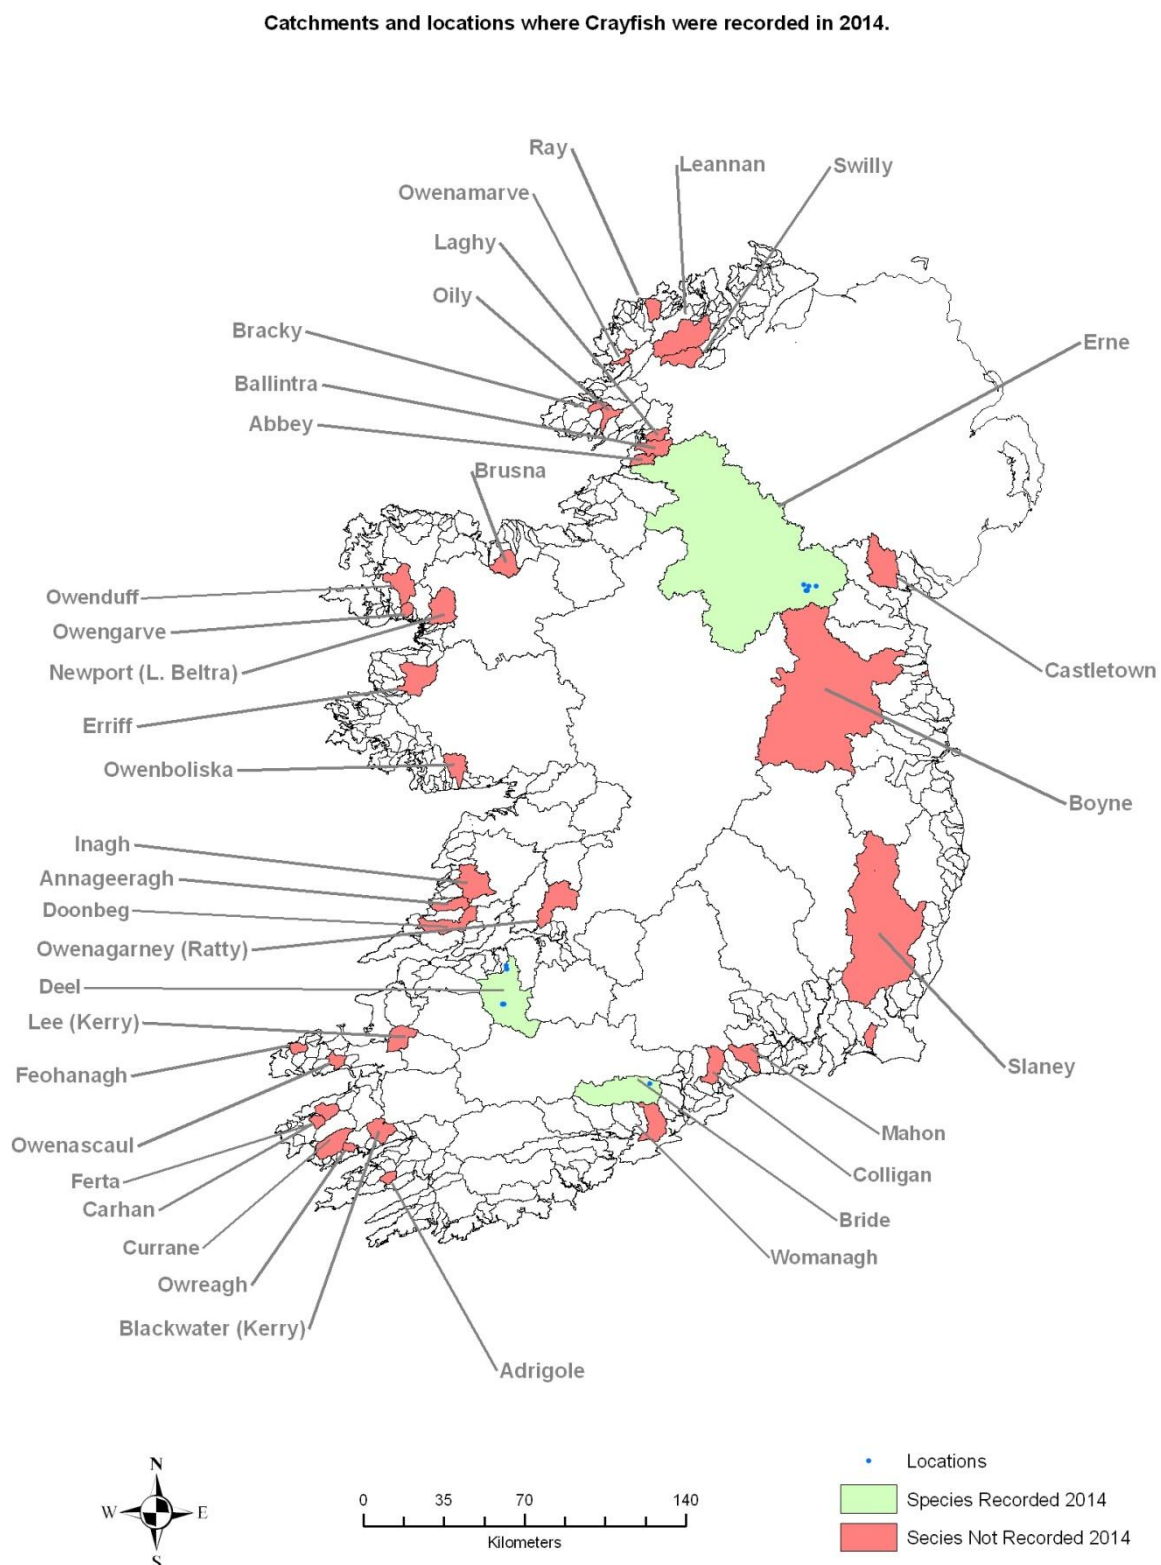 Catchments and locations where Crayfish were recorded in 2014.
Ray
Leannan
Swilly
Owenamarve
Laghy
Oily
Bracky
Erne
Ballintra
Abbey
Brusna
Owenduff
Owengarve
Newport (L. Beltra)
Castletown
Erriff
Owenboliska
Boyne
Inagh
Annageeragh
Doonbeg
Owenagarney (Ratty)
Deel
Lee (Kerry)
Feohanagh
Slaney
Owenascaul
Mahon
Ferta
Colligan
Carhan
Bride
Currane
Womanagh
Owreagh
Blackwater (Kerry)
Adrigole
N
W
E
S
0 35 70 140
Kilometers
Locations
Species Recorded 2014
Secies Not Recorded 2014